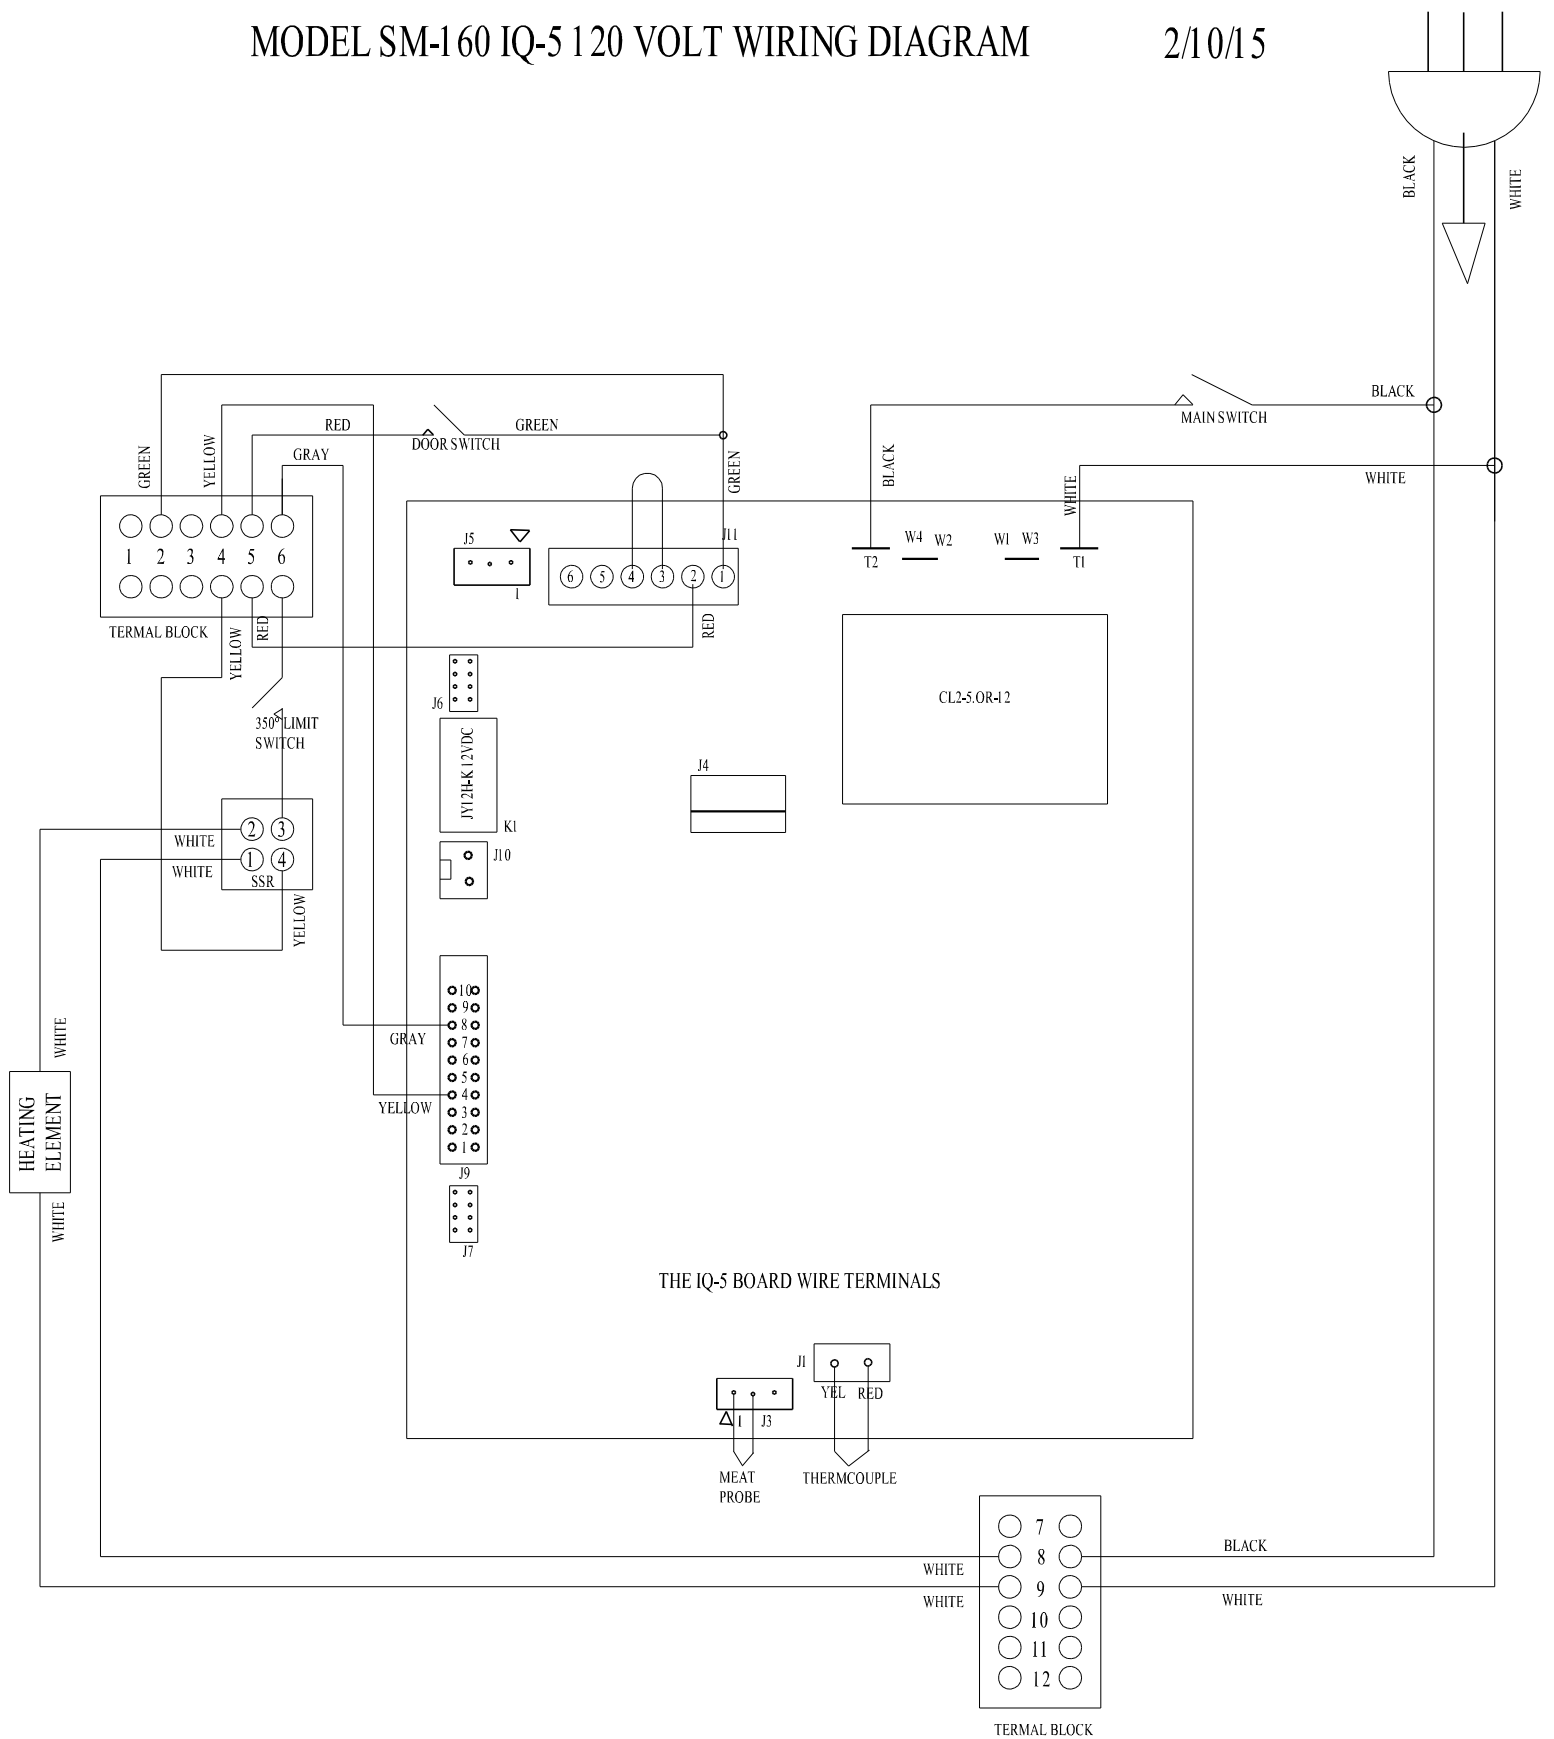 MODEL SM-160 IQ-5 120 VOLT WIRING DIAGRAM 2/10/15
BLACK
WHITE
BLACK
MAIN SWITCH
WHITE
BLACK
WHITE
RED
GREEN
DOOR SWITCH
GRAY
GREEN
YELLOW
GREEN
1 2 3 4 5 6
TERMAL BLOCK
YELLOW
RED
J5
1
J11
6 5 4 3 2 1
RED
T2
W4 W2
W1 W3
T1
CL2-5.OR-12
J6
JY12H-K 12VDC
K1
J4
J10
350° LIMIT
SWITCH
2 3
1 4
SSR
WHITE
WHITE
YELLOW
10
9
8
7
6
5
4
3
2
1
J9
GRAY
YELLOW
J7
WHITE
HEATING
ELEMENT
WHITE
THE IQ-5 BOARD WIRE TERMINALS
J1
YEL RED
1 J3
MEAT
PROBE
THERMCOUPLE
7
8
9
10
11
12
TERMAL BLOCK
WHITE
WHITE
BLACK
WHITE